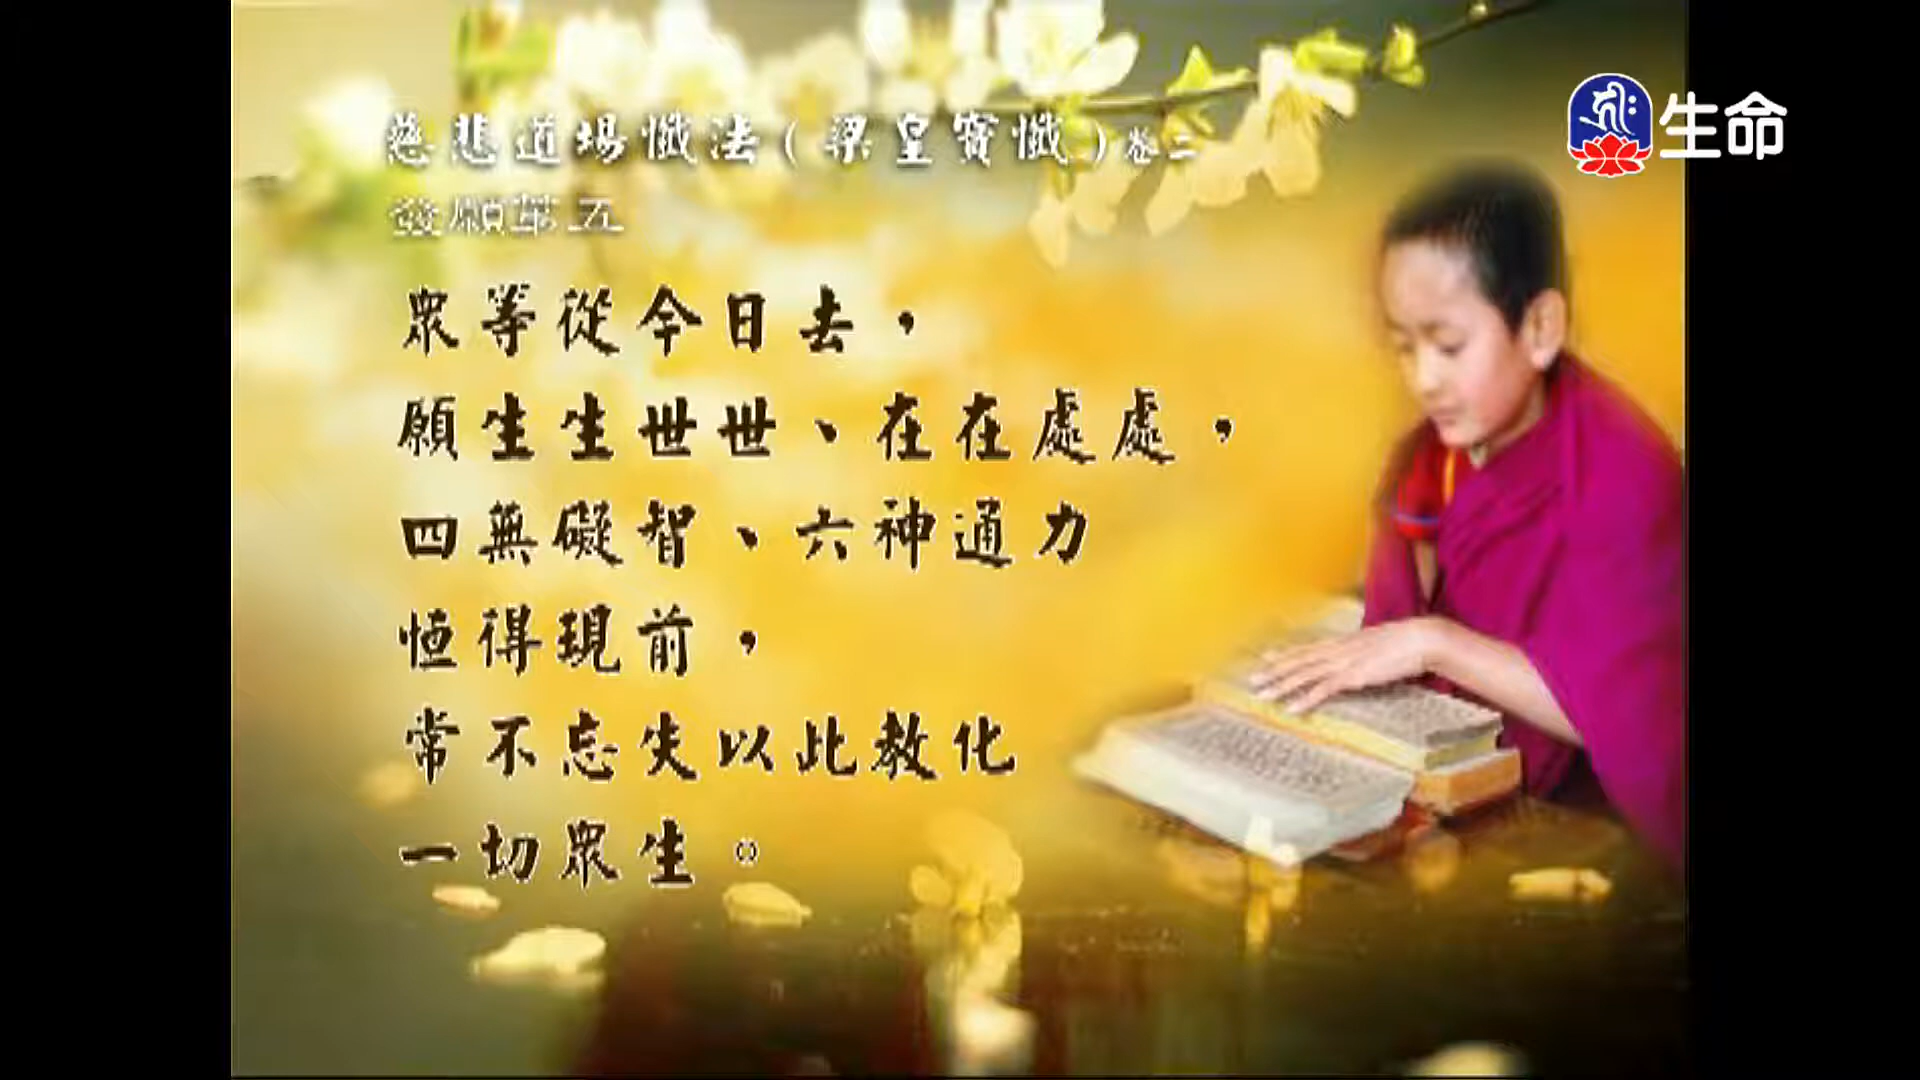 慈悲道場懺法（梁皇寶懺）卷二
發願第五
眾等從今日去，
願生生世世、在在處處，
四無礙智、六神通力
恒得現前，
常不忘失以此教化
一切眾生。
生命